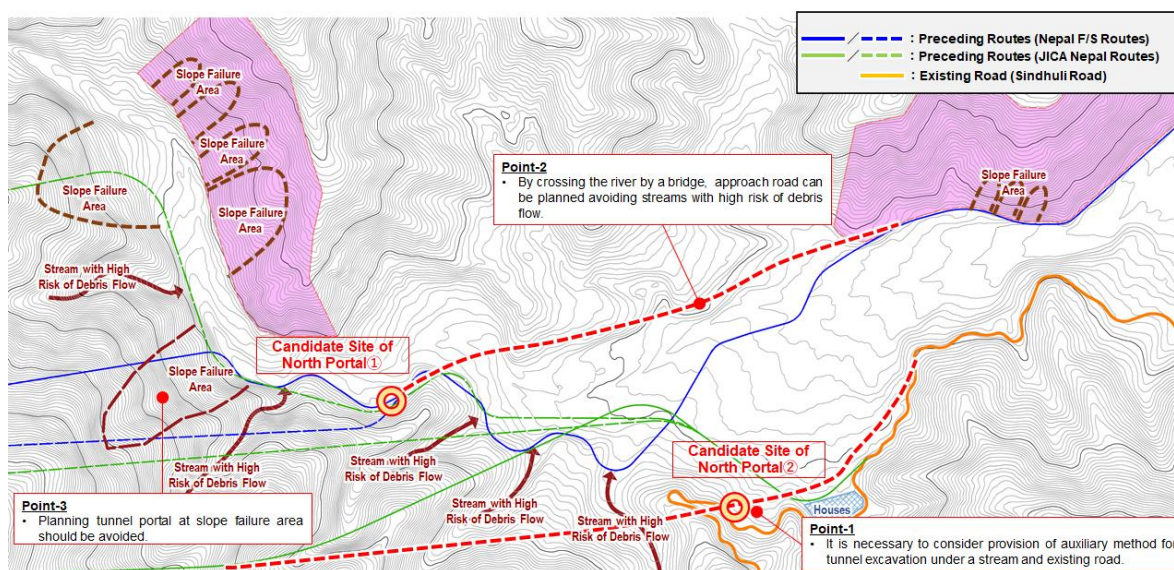 : Preceding Routes (Nepal F/S Routes)
: Preceding Routes (JICA Nepal Routes)
: Existing Road (Sindhuli Road)
Slope Failure
Area
Slope Failure
Area
Slope Failure
Area
Slope Failure
Area
Slope Failure
Area
Point-2
• By crossing the river by a bridge, approach road can
be planned avoiding streams with high risk of debris
flow.
Stream with High
Risk of Debris Flow
Candidate Site of
North Portal①
Slope Failure
Area
Candidate Site of
North Portal②
Stream with High
Risk of Debris Flow
Stream with High
Risk of Debris Flow
Stream with High
Risk of Debris Flow
Stream with High
Risk of Debris Flow
Houses
Point-3
• Planning tunnel portal at slope failure area
should be avoided.
Point-1
• It is necessary to consider provision of auxiliary method for
tunnel excavation under a stream and existing road.